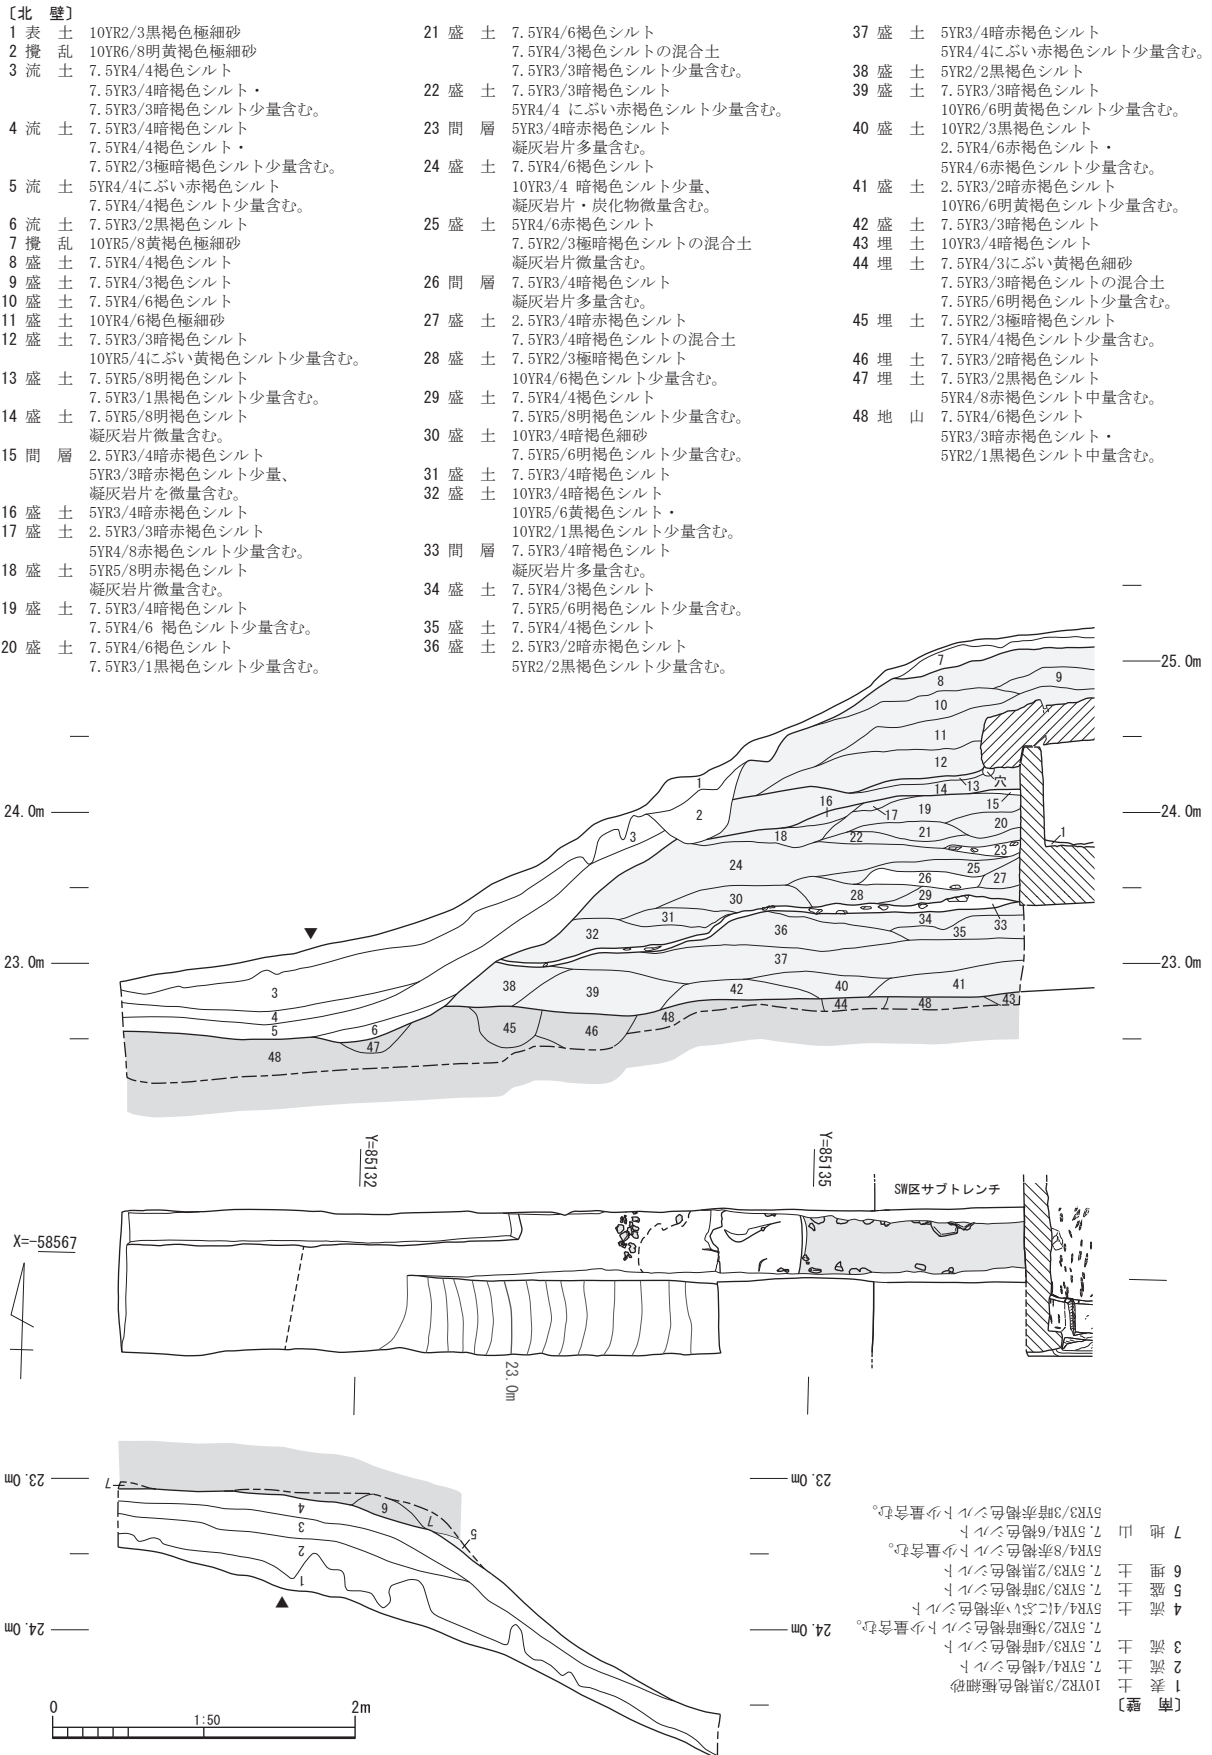 〔北　壁〕
1 表　土　10YR2/3黒褐色極細砂
2 攪　乱　10YR6/8明黄褐色極細砂
3 流　土　7.5YR4/4褐色シルト
7.5YR3/4暗褐色シルト・
7.5YR3/3暗褐色シルト少量含む。
4 流　土　7.5YR3/4暗褐色シルト
7.5YR4/4褐色シルト・
7.5YR2/3極暗褐色シルト少量含む。
5 流　土　5YR4/4にぶい赤褐色シルト
7.5YR4/4褐色シルト少量含む。
6 流　土　7.5YR3/2黒褐色シルト
7 攪　乱　10YR5/8黄褐色極細砂
8 盛　土　7.5YR4/4褐色シルト
9 盛　土　7.5YR4/3褐色シルト
10 盛　土　7.5YR4/6褐色シルト
11 盛　土　10YR4/6褐色極細砂
12 盛　土　7.5YR3/3暗褐色シルト
10YR5/4にぶい黄褐色シルト少量含む。
13 盛　土　7.5YR5/8明褐色シルト
7.5YR3/1黒褐色シルト少量含む。
14 盛　土　7.5YR5/8明褐色シルト
凝灰岩片微量含む。
15 間　層　2.5YR3/4暗赤褐色シルト
5YR3/3暗赤褐色シルト少量、
凝灰岩片を微量含む。
16 盛　土　5YR3/4暗赤褐色シルト
17 盛　土　2.5YR3/3暗赤褐色シルト
5YR4/8赤褐色シルト少量含む。
18 盛　土　5YR5/8明赤褐色シルト
凝灰岩片微量含む。
19 盛　土　7.5YR3/4暗褐色シルト
7.5YR4/6 褐色シルト少量含む。
20 盛　土　7.5YR4/6褐色シルト
7.5YR3/1黒褐色シルト少量含む。
21 盛　土　7.5YR4/6褐色シルト
7.5YR4/3褐色シルトの混合土
7.5YR3/3暗褐色シルト少量含む。
22 盛　土　7.5YR3/4暗褐色シルト
5YR4/4 にぶい赤褐色シルト少量含む。
23 間　層　5YR3/4暗赤褐色シルト
凝灰岩片多量含む。
24 盛　土　7.5YR4/6褐色シルト
10YR3/4 暗褐色シルト少量、
凝灰岩片・炭化物微量含む。
25 盛　土　5YR4/6赤褐色シルト
7.5YR2/3極暗褐色シルトの混合土
凝灰岩片微量含む。
26 間　層　7.5YR3/4暗褐色シルト
凝灰岩片多量含む。
27 盛　土　2.5YR3/4暗赤褐色シルト
7.5YR3/4暗褐色シルトの混合土
28 盛　土　7.5YR2/3極暗褐色シルト
10YR4/6褐色シルト少量含む。
29 盛　土　7.5YR4/4褐色シルト
7.5YR5/8明褐色シルト少量含む。
30 盛　土　10YR3/4暗褐色細砂
7.5YR5/6明褐色シルト少量含む。
31 盛　土　7.5YR3/4暗褐色シルト
32 盛　土　10YR3/4暗褐色シルト
10YR5/6黄褐色シルト・
10YR2/1黒褐色シルト少量含む。
33 間　層　7.5YR3/4暗褐色シルト
凝灰岩片多量含む。
34 盛　土　7.5YR4/3褐色シルト
7.5YR5/6明褐色シルト少量含む。
35 盛　土　7.5YR4/4褐色シルト
36 盛　土　2.5YR3/2暗赤褐色シルト
5YR2/2黒褐色シルト少量含む。
37 盛　土　5YR3/4暗赤褐色シルト
5YR4/4にぶい赤褐色シルト少量含む。
38 盛　土　5YR2/2黒褐色シルト
39 盛　土　7.5YR3/3暗褐色シルト
10YR6/6明黄褐色シルト少量含む。
40 盛　土　10YR2/3黒褐色シルト
2.5YR4/6赤褐色シルト・
5YR4/6赤褐色シルト少量含む。
41 盛　土　2.5YR3/2暗赤褐色シルト
10YR6/6明黄褐色シルト少量含む。
42 盛　土　7.5YR3/3暗褐色シルト
43 埋　土　10YR3/4暗褐色シルト
44 埋　土　7.5YR4/3にぶい黄褐色細砂
7.5YR3/3暗褐色シルトの混合土
7.5YR5/6明褐色シルト少量含む。
45 埋　土　7.5YR2/3極暗褐色シルト
7.5YR4/4褐色シルト少量含む。
46 埋　土　7.5YR3/2暗褐色シルト
47 埋　土　7.5YR3/2黒褐色シルト
5YR4/8赤褐色シルト中量含む。
48 地　山　7.5YR4/6褐色シルト
5YR3/3暗赤褐色シルト・
5YR2/1黒褐色シルト中量含む。
25.0m
7
8
9
10
11
12
穴
13
14
15
16
17
19
20
1
2
3
18
22
21
23
1
24.0m
24.0m
24
25
26
27
28
29
30
31
32
33
34
35
36
37
23.0m
23.0m
38
39
40
41
42
43
44
48
3
4
5
6
45
46
48
47
48
Y=85132
Y=85135
SW区サブトレンチ
X=-58567
23.0m
23.0m
23.0m
7
4
6
7
5
3
2
1
24.0m
24.0m
〔南　壁〕
1 表　土　10YR2/3黒褐色極細砂
2 流　土　7.5YR4/4褐色シルト
3 流　土　7.5YR3/4暗褐色シルト
7.5YR2/3極暗褐色シルト少量含む。
4 流　土　5YR4/4にぶい赤褐色シルト
5 盛　土　7.5YR3/3暗褐色シルト
6 埋　土　7.5YR3/2黒褐色シルト
5YR4/8赤褐色シルト少量含む。
7 地　山　7.5YR4/6褐色シルト
5YR3/3暗赤褐色シルト少量含む。
0
1:50
2m